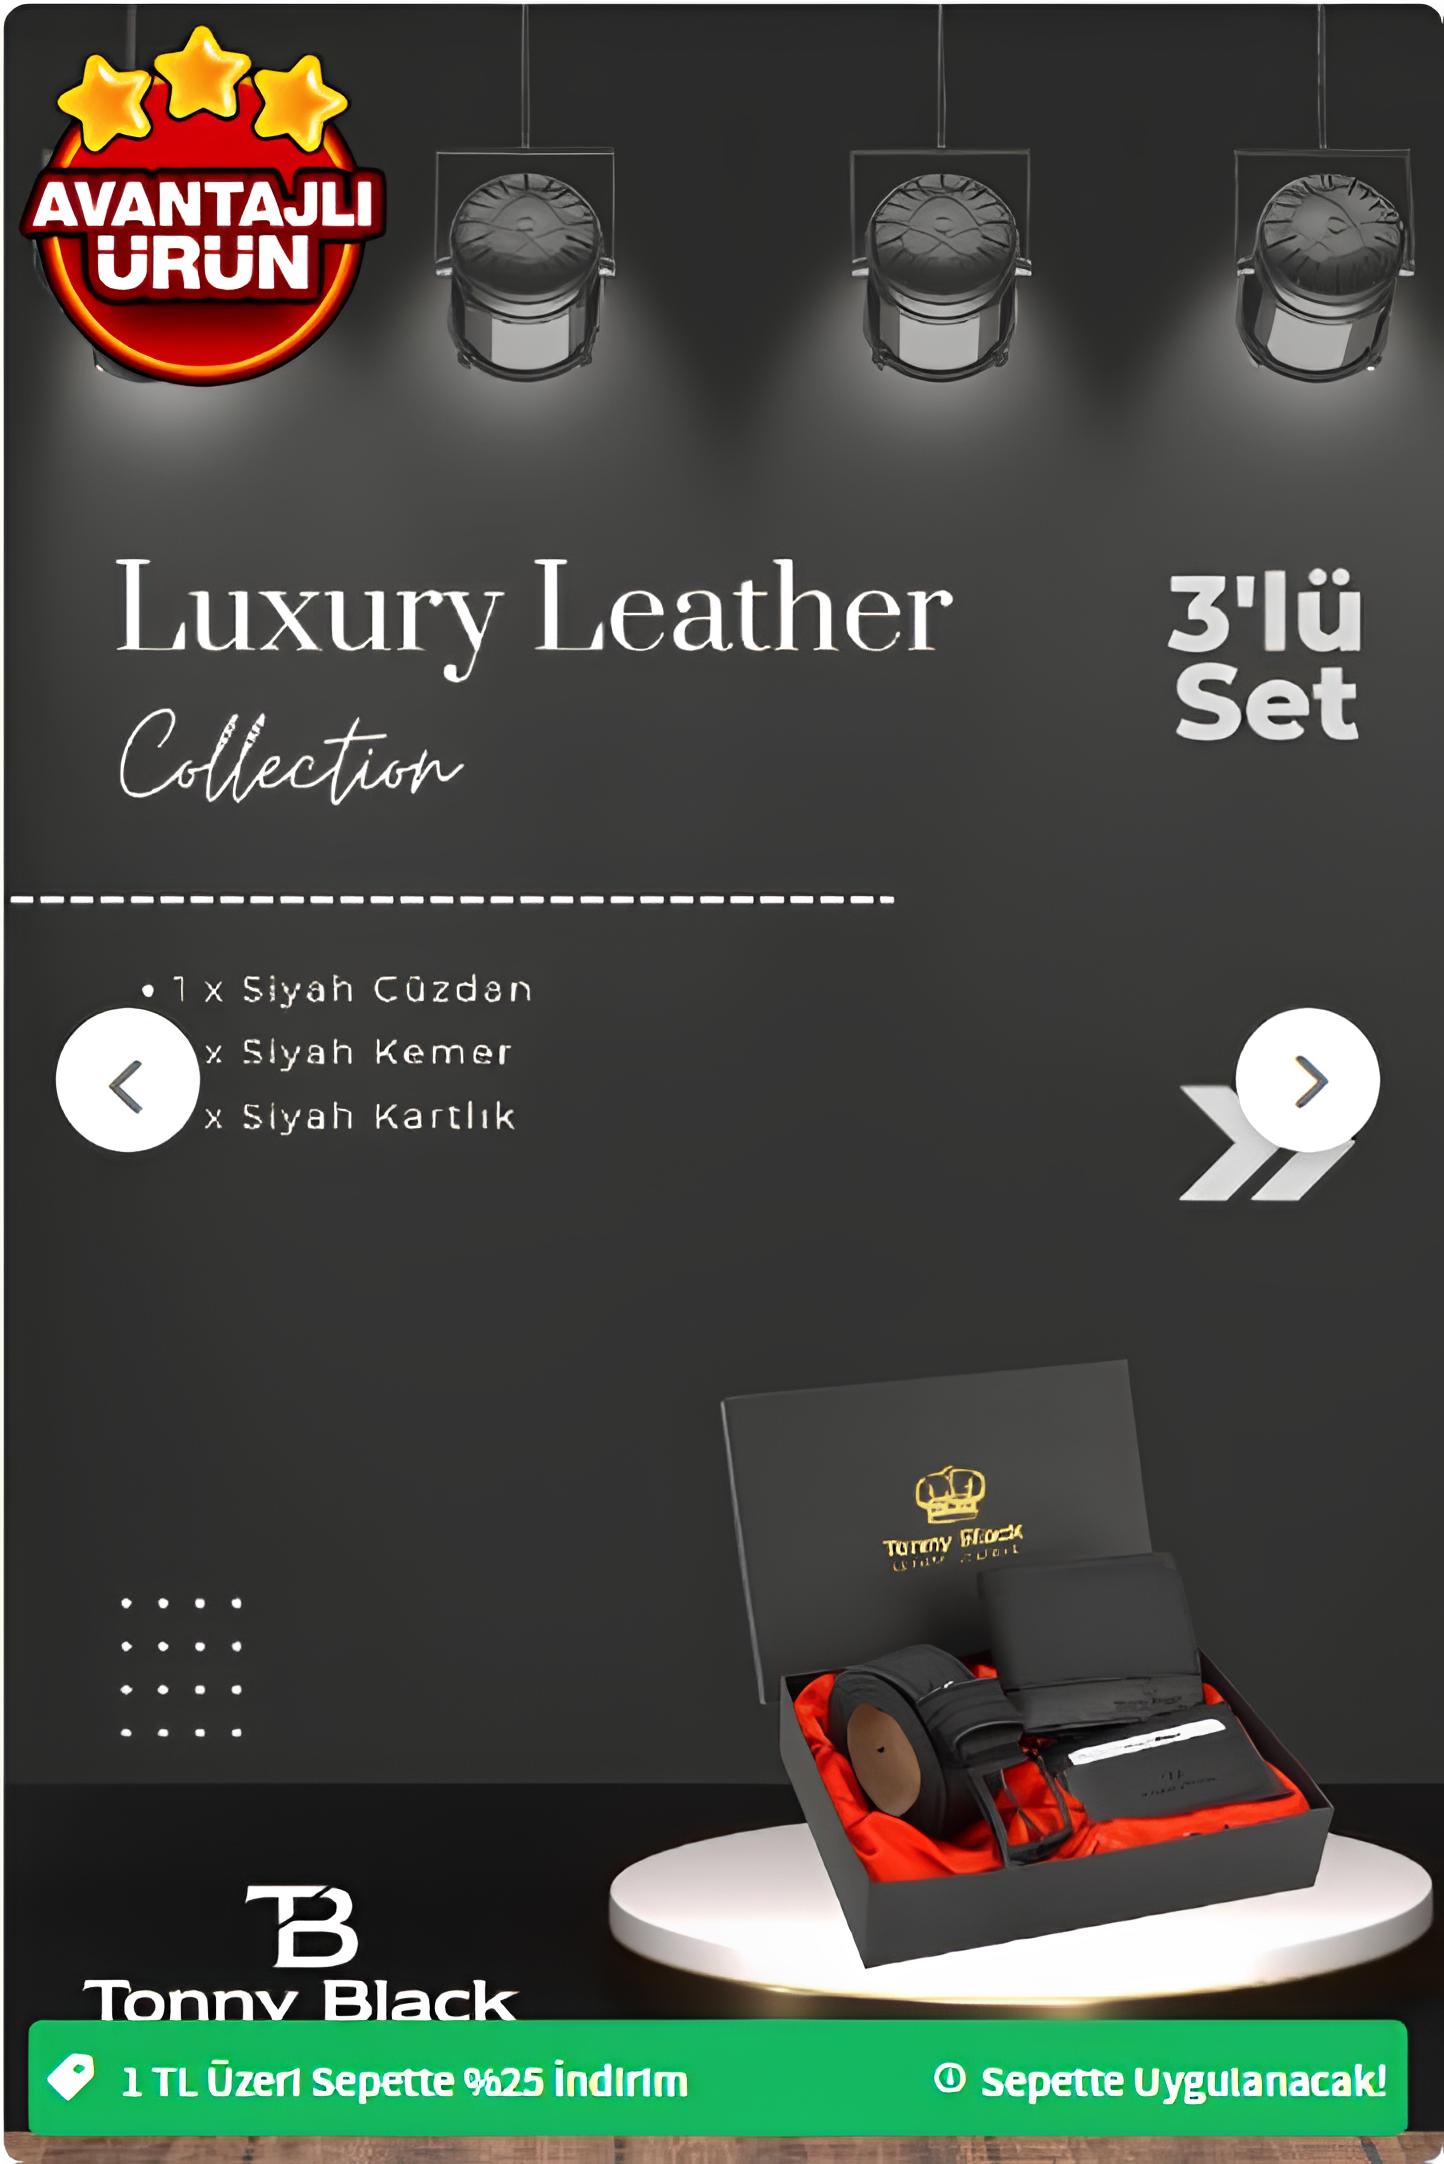 AVANTAJLI
ÜRÜN
Luxury Leather
Collection
3'lü
Set
• 1 x Siyah Cüzdan
x Siyah Kemer
x Siyah Kartlık
Tonny Black
TB
Tonny Black
1 TL Üzeri Sepette %25 İndirim
Sepette Uygulanacak!